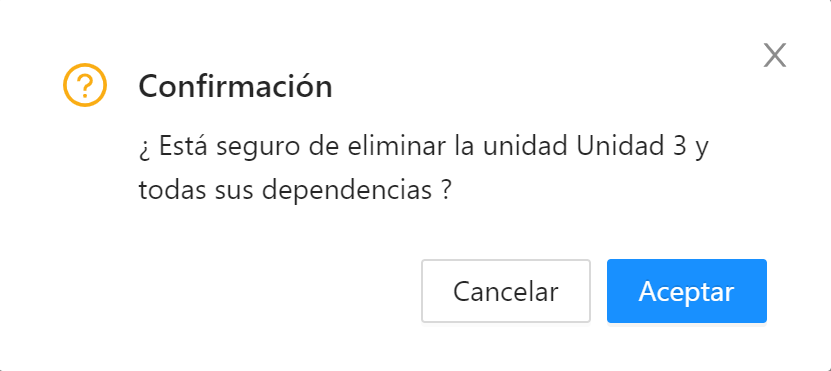 Confirmación
¿ Está seguro de eliminar la unidad Unidad 3 y
todas sus dependencias ?
Cancelar
Aceptar